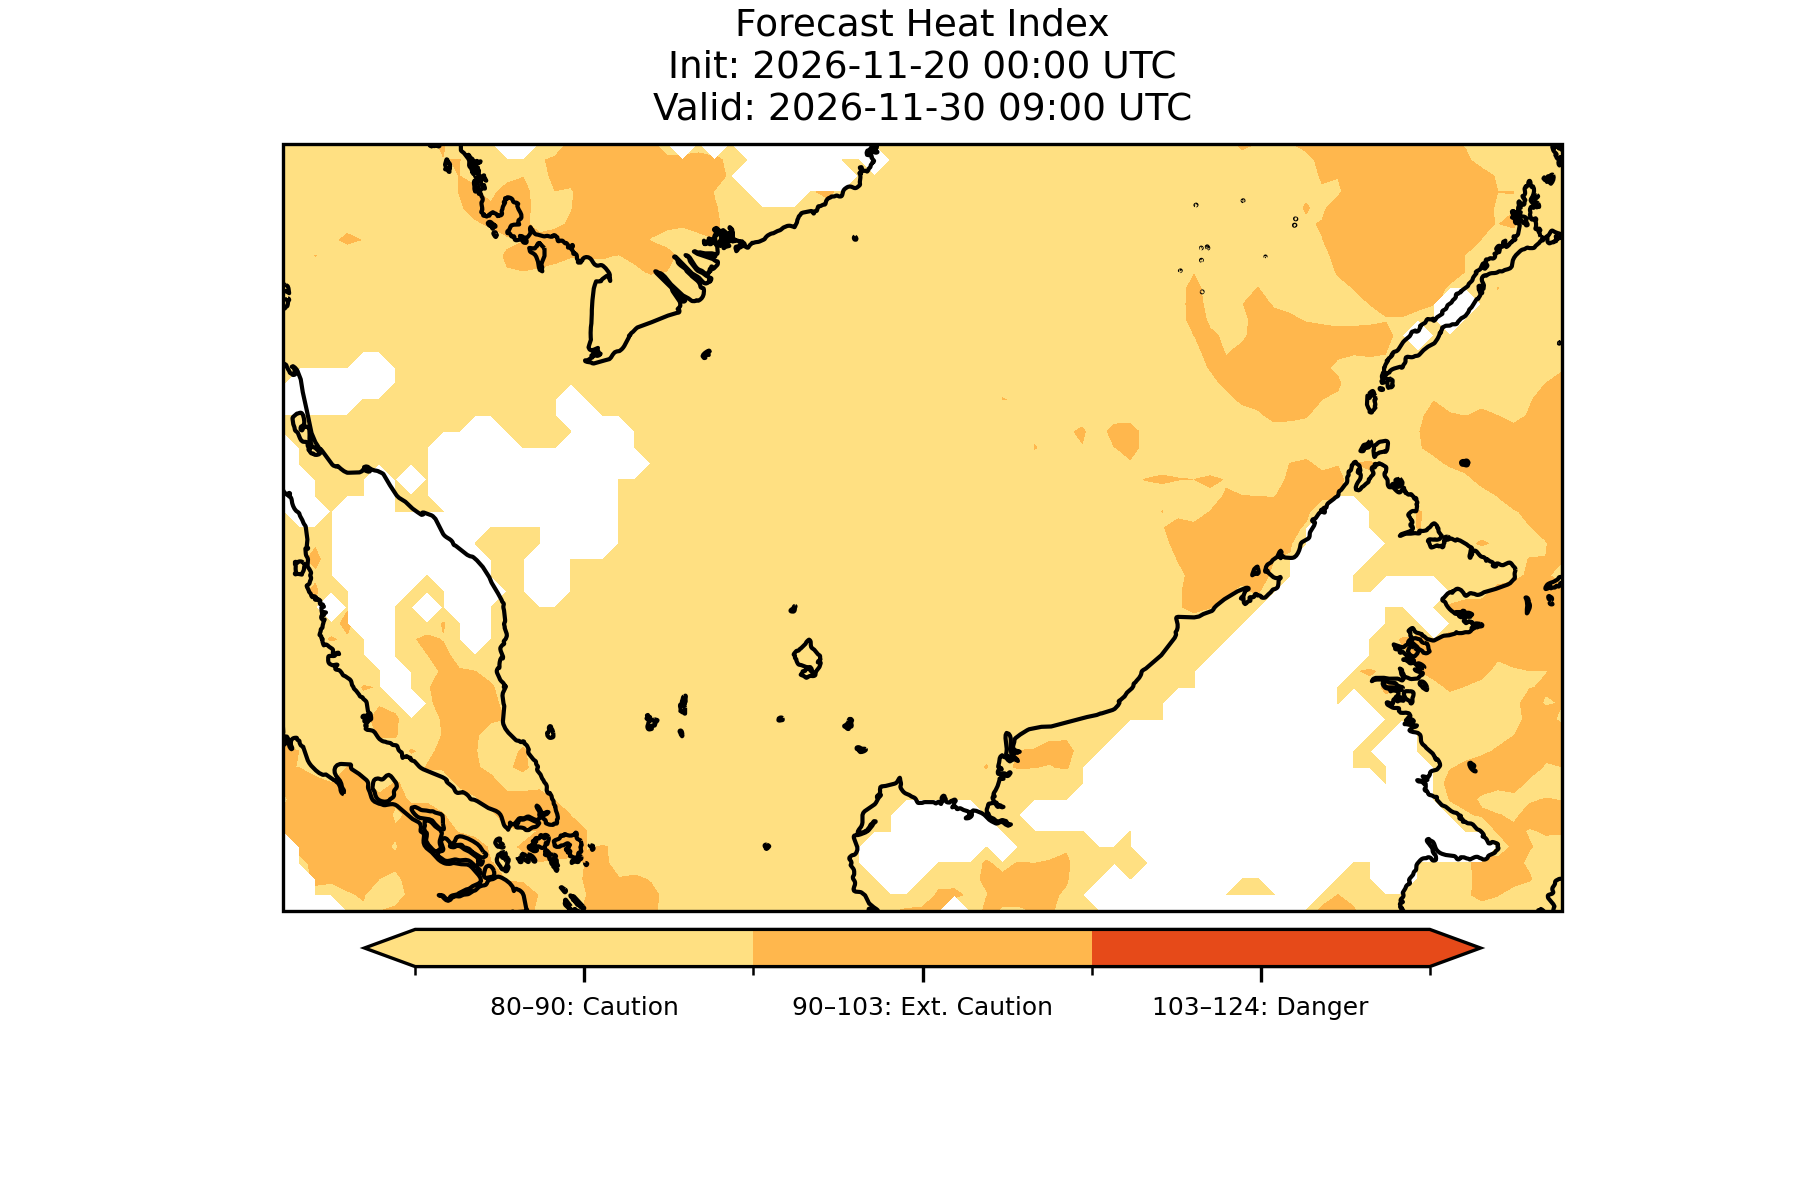 Forecast Heat Index
Init: 2026-11-20 00:00 UTC
Valid: 2026-11-30 09:00 UTC
80–90: Caution
90–103: Ext. Caution
103–124: Danger